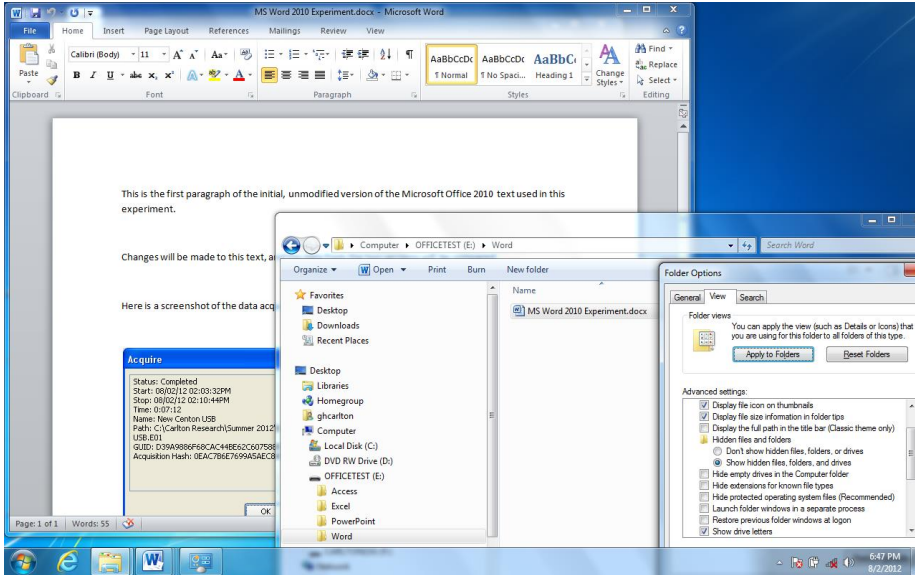 MS Word 2010 Experiment.docx - Microsoft Word
File Home Insert Page Layout References Mailings Review View
Paste
Calibri (Body) 11
AaBbCcDc AaBbCcDc AaBbCc
¶ Normal ¶ No Spaci... Heading 1
Change Styles
Find
Replace
Select
Clipboard Font Paragraph Styles Editing
This is the first paragraph of the initial, unmodified version of the Microsoft Office 2010 text used in this
experiment.
Changes will be made to this text,
Here is a screenshot of the data acq
Acquire
Status: Completed
Start: 08/02/12 02:03:32PM
Stop: 08/02/12 02:10:44PM
Time: 0:07:12
Name: New Centon USB
Path: C:\Carlton Research\Summer 2012\
USB.E01
GUID: D39A9886F68CAC44BE62C607588
Acquisition Hash: 0EAC7B6E7699A5AEC8
OK
Page: 1 of 1 Words: 55
Computer OFFICETEST (E:) Word
Search Word
Organize Open Print Burn New folder
Favorites
Desktop
Downloads
Recent Places
Desktop
Libraries
Homegroup
ghcarlton
Computer
Local Disk (C:)
DVD RW Drive (D:)
OFFICETEST (E:)
Access
Excel
PowerPoint
Word
Name
MS Word 2010 Experiment.docx
Folder Options
General View Search
Folder views
You can apply the view (such as Details or Icons) that
you are using for this folder to all folders of this type.
Apply to Folders Reset Folders
Advanced settings:
Display file icon on thumbnails
Display file size information in folder tips
Display the full path in the title bar (Classic theme only)
Hidden files and folders
Don't show hidden files, folders, or drives
Show hidden files, folders, and drives
Hide empty drives in the Computer folder
Hide extensions for known file types
Hide protected operating system files (Recommended)
Launch folder windows in a separate process
Restore previous folder windows at logon
Show drive letters
6:47 PM
8/2/2012